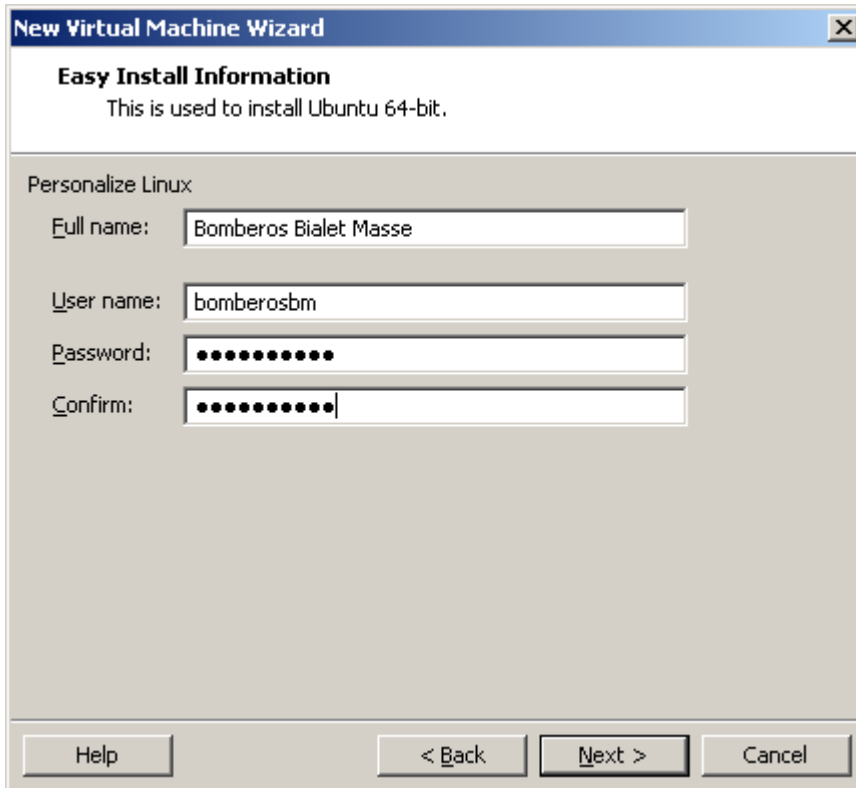 New Virtual Machine Wizard
Easy Install Information
This is used to install Ubuntu 64-bit.
Personalize Linux
Full name: Bomberos Bialet Masse
User name: bomberosbm
Password: ●●●●●●●●●●
Confirm: ●●●●●●●●●●
Help < Back Next > Cancel